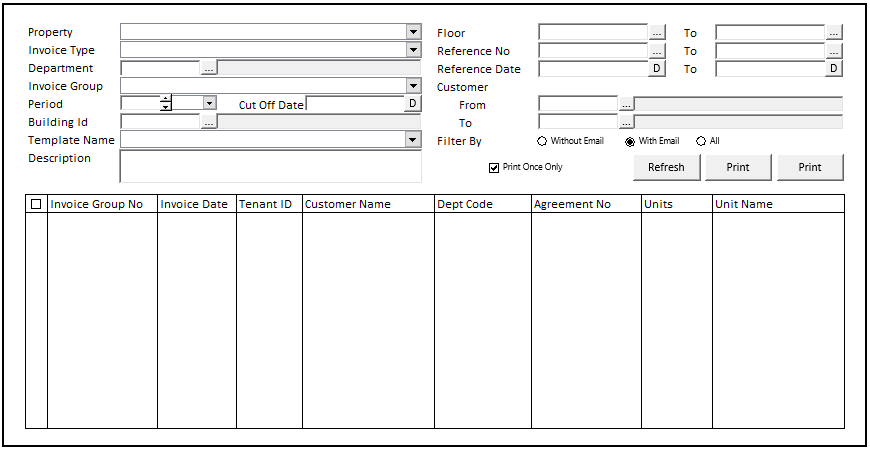 Property
Invoice Type
Department ...
Invoice Group
Period Cut Off Date D
Building Id ...
Template Name
Description
Floor ... To ...
Reference No ... To ...
Reference Date D To D
Customer
From ...
To ...
Filter By Without Email With Email All
Print Once Only Refresh Print Print
Invoice Group No Invoice Date Tenant ID Customer Name Dept Code Agreement No Units Unit Name